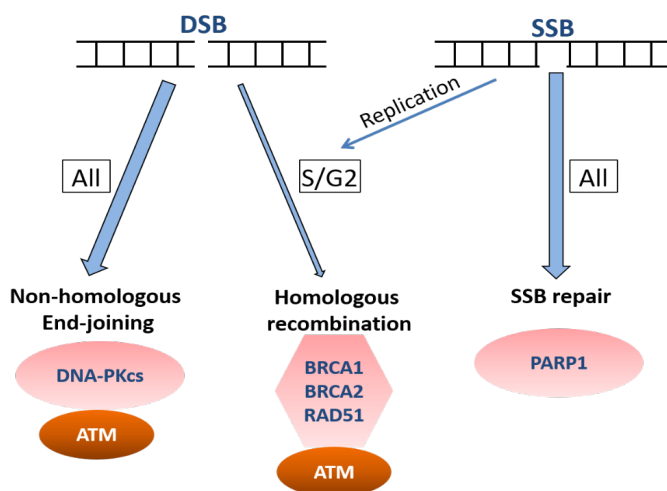 DSB
SSB
Replication
All
S/G2
All
Non-homologous
End-joining
Homologous
recombination
SSB repair
DNA-PKcs
ATM
BRCA1
BRCA2
RAD51
ATM
PARP1